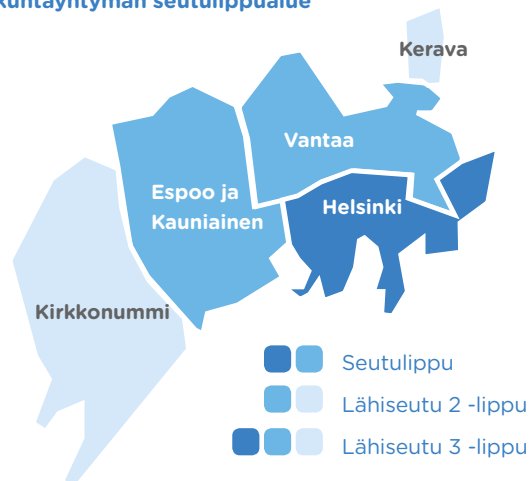 kuntayhtymän seutulippualue
Kerava
Vantaa
Espoo ja
Kauniainen
Helsinki
Kirkkonummi
Seutulippu
Lähiseutu 2 -lippu
Lähiseutu 3 -lippu